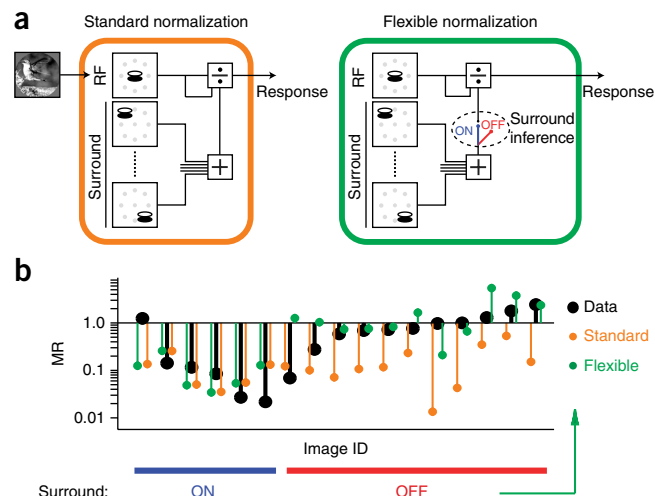 a
Standard normalization
Flexible normalization
RF
÷
Response
Surround
+
RF
÷
Response
ON
OFF
Surround
inference
Surround
+
b
MR
1.0
0.1
0.01
Data
Standard
Flexible
Image ID
Surround:
ON
OFF